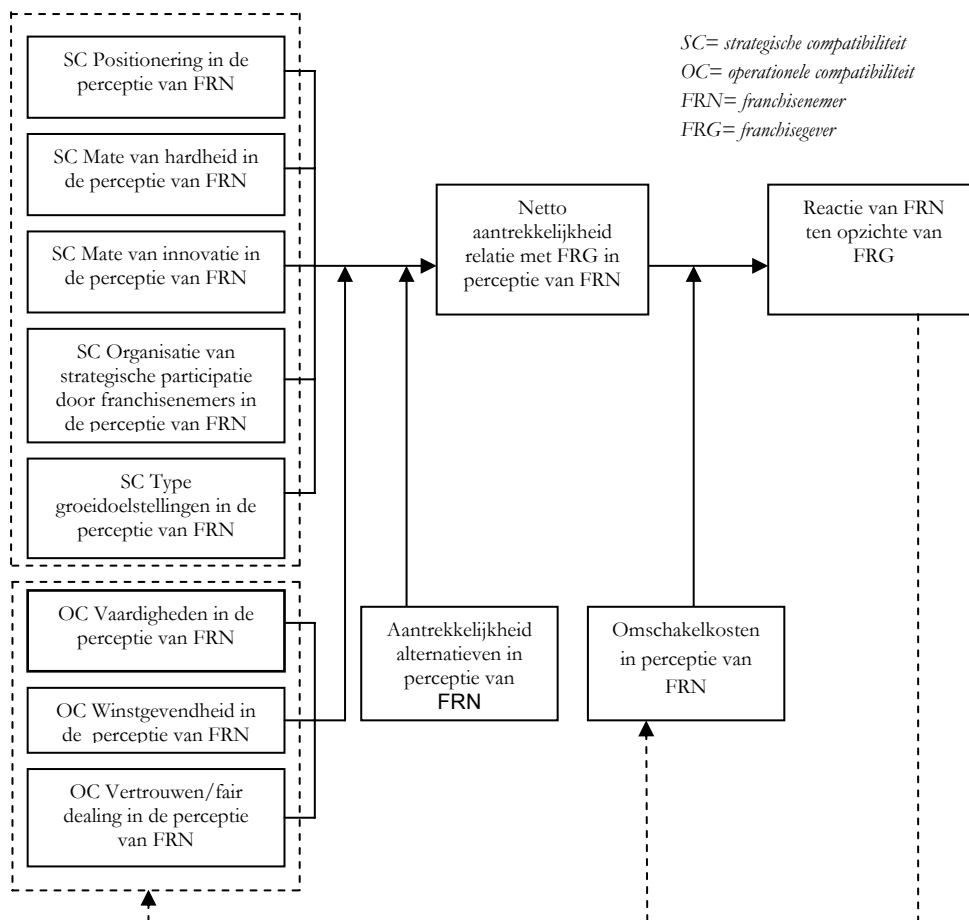 SC Positionering in de
perceptie van FRN
SC Mate van hardheid in
de perceptie van FRN
SC Mate van innovatie in
de perceptie van FRN
SC Organisatie van
strategische participatie
door franchisenemers in
de perceptie van FRN
SC Type
groeidoelstellingen in de
perceptie van FRN
OC Vaardigheden in de
perceptie van FRN
OC Winstgevendheid in
de perceptie van FRN
OC Vertrouwen/fair
dealing in de perceptie
van FRN
SC= strategische compatibiliteit
OC= operationele compatibiliteit
FRN= franchisenemer
FRG= franchisegever
Netto
aantrekkelijkheid
relatie met FRG in
perceptie van FRN
Reactie van FRN
ten opzichte van
FRG
Aantrekkelijkheid
alternatieven in
perceptie van
FRN
Omschakelkosten
in perceptie van
FRN